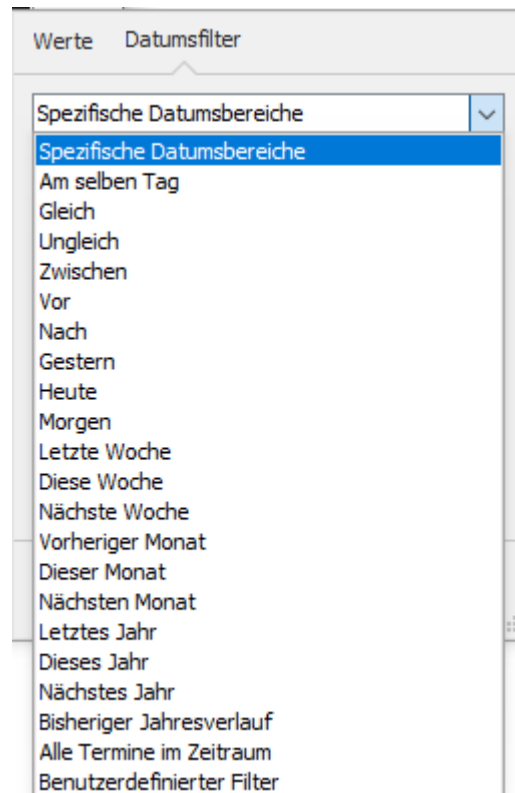 Werte Datumsfilter
Spezifische Datumsbereiche
Spezifische Datumsbereiche
Am selben Tag
Gleich
Ungleich
Zwischen
Vor
Nach
Gestern
Heute
Morgen
Letzte Woche
Diese Woche
Nächste Woche
Vorheriger Monat
Dieser Monat
Nächsten Monat
Letztes Jahr
Dieses Jahr
Nächstes Jahr
Bisheriger Jahresverlauf
Alle Termine im Zeitraum
Benutzerdefinierter Filter